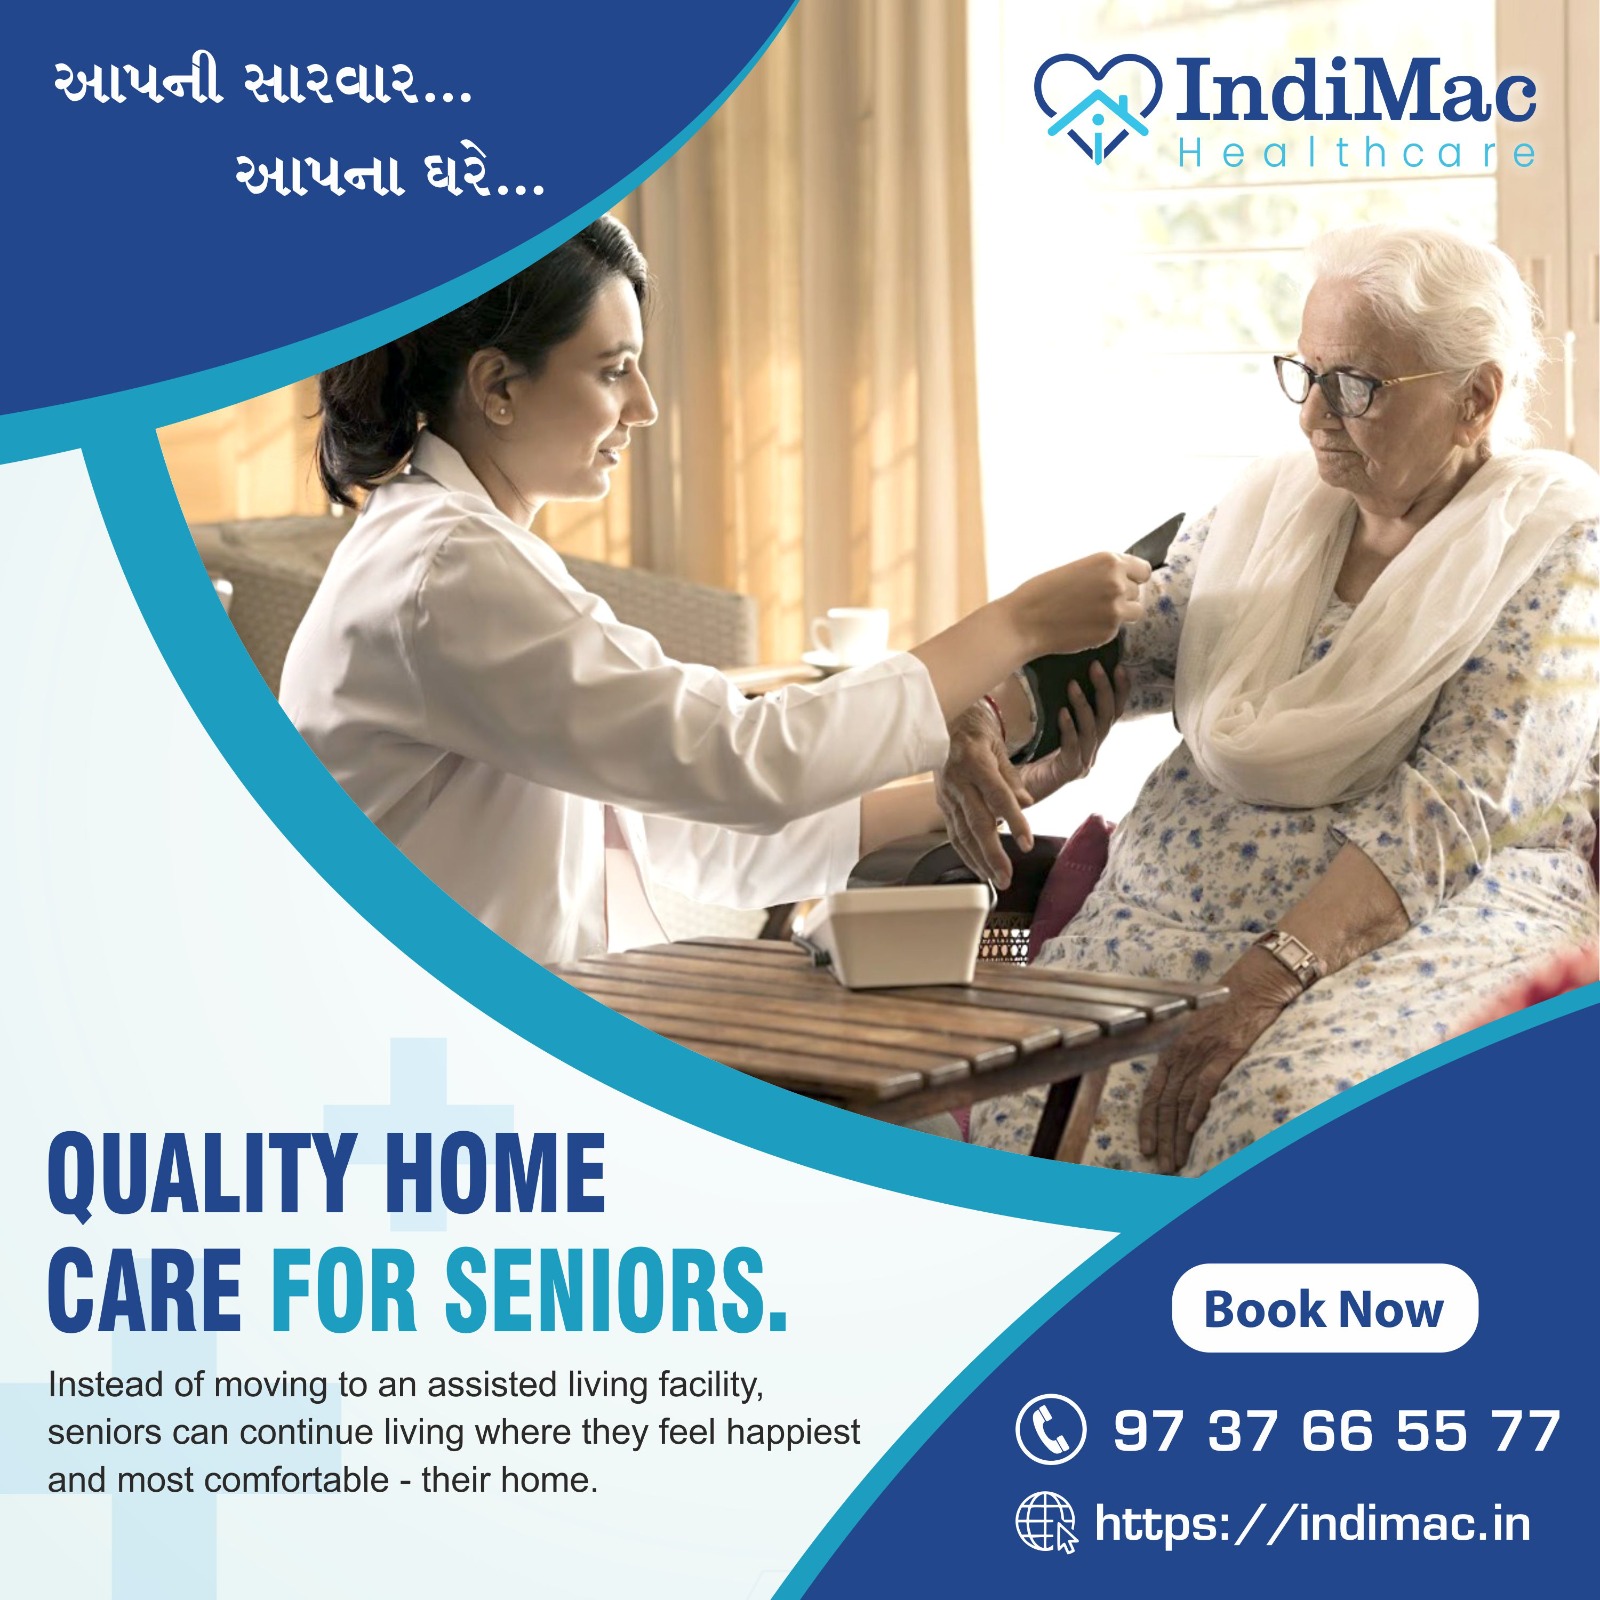 આપની સારવાર...
આપના ઘરે...
IndiMac
Healthcare
QUALITY HOME
CARE FOR SENIORS.
Instead of moving to an assisted living facility,
seniors can continue living where they feel happiest
and most comfortable - their home.
Book Now
97 37 66 55 77
https://indimac.in